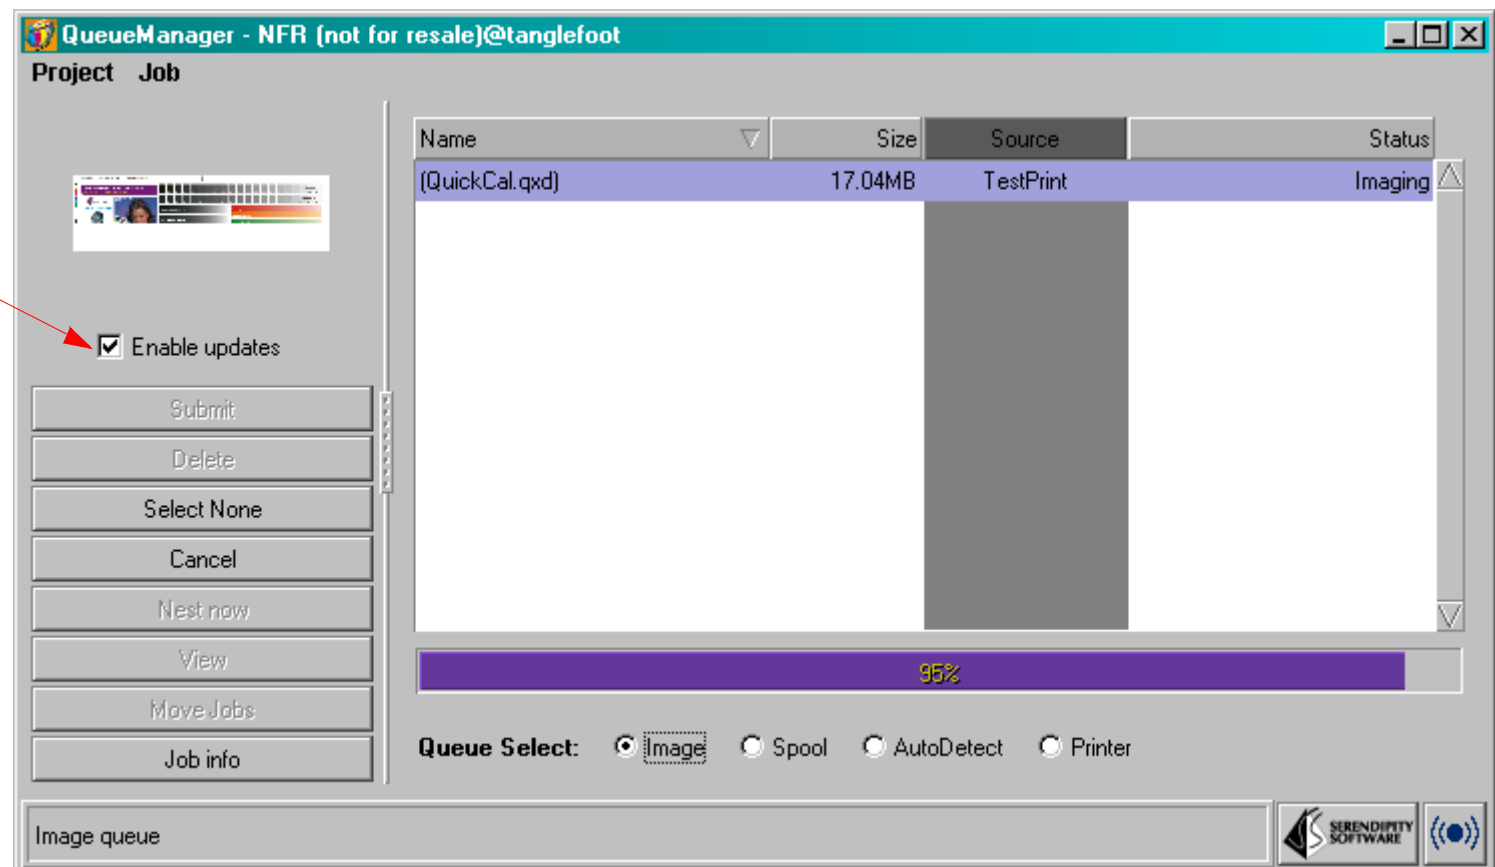 QueueManager - NFR (not for resale)@tanglefoot
Project Job
Name Size Source Status
(QuickCal.qxd) 17.04MB TestPrint Imaging
Enable updates
Submit
Delete
Select None
Cancel
Nest now
View
Move Jobs
Job info
95%
Queue Select: Image Spool AutoDetect Printer
Image queue
SERENDIPITY
SOFTWARE